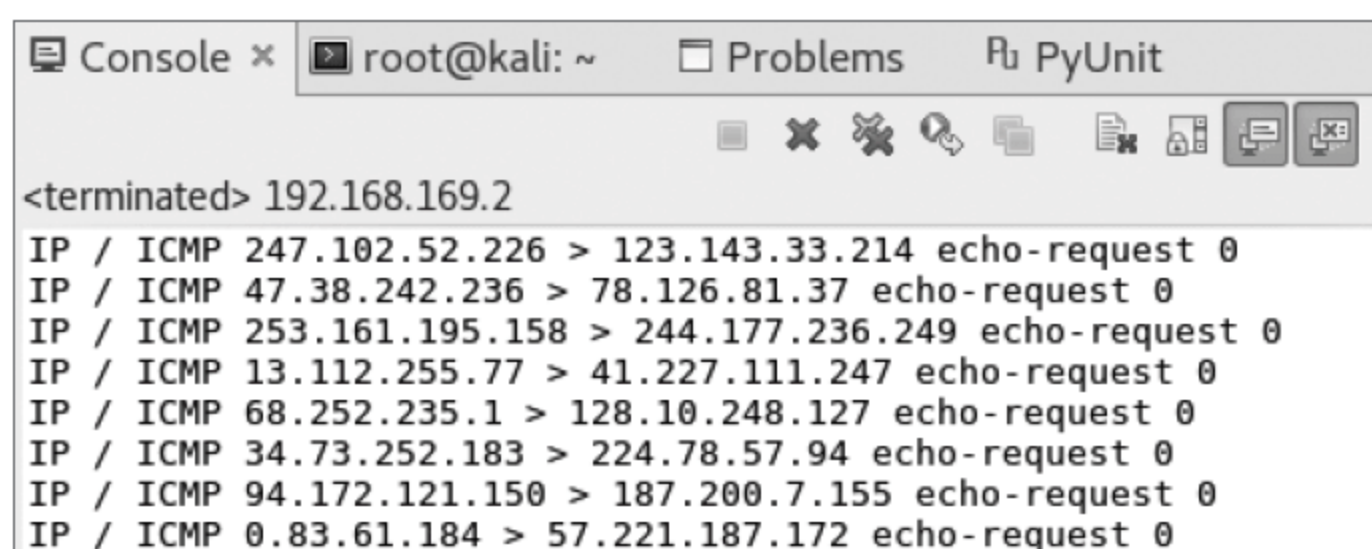 Console root@kali: ~ Problems PyUnit
<terminated> 192.168.169.2
IP / ICMP 247.102.52.226 > 123.143.33.214 echo-request 0
IP / ICMP 47.38.242.236 > 78.126.81.37 echo-request 0
IP / ICMP 253.161.195.158 > 244.177.236.249 echo-request 0
IP / ICMP 13.112.255.77 > 41.227.111.247 echo-request 0
IP / ICMP 68.252.235.1 > 128.10.248.127 echo-request 0
IP / ICMP 34.73.252.183 > 224.78.57.94 echo-request 0
IP / ICMP 94.172.121.150 > 187.200.7.155 echo-request 0
IP / ICMP 0.83.61.184 > 57.221.187.172 echo-request 0